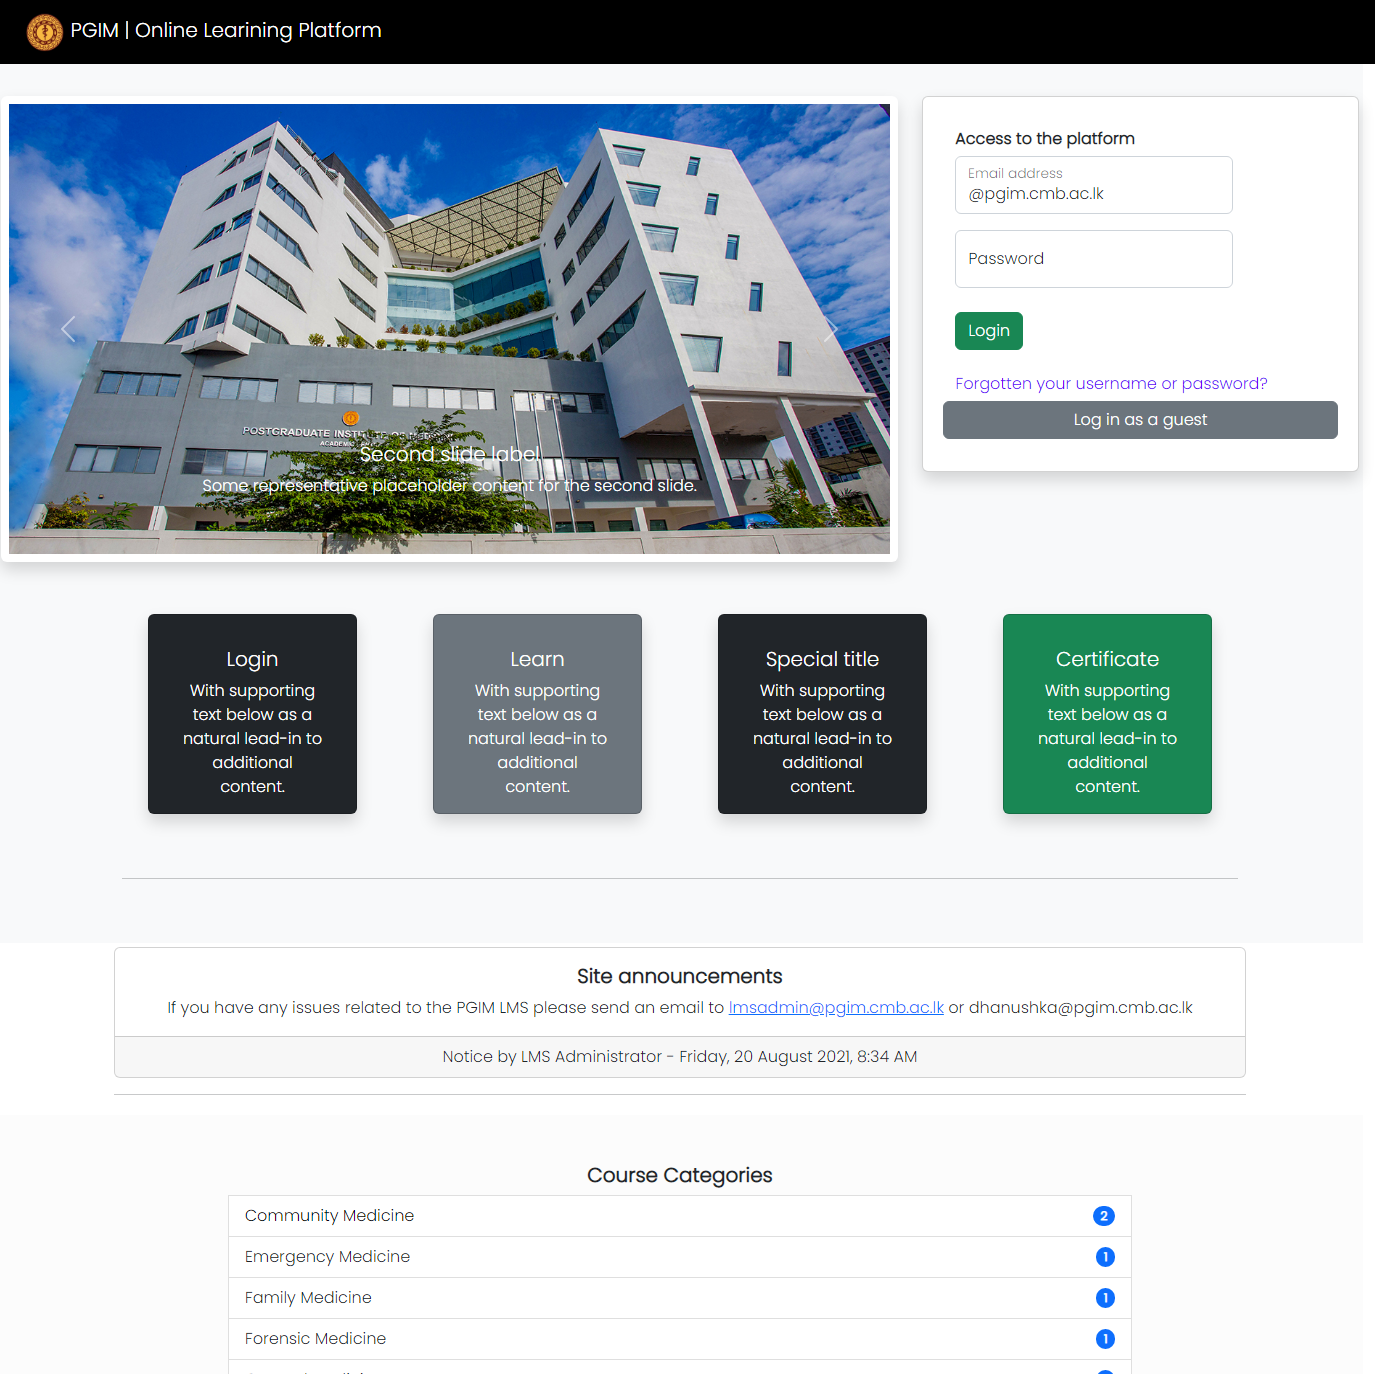 PGIM | Online Learining Platform
POSTGRADUATE INSTITUTE OF MEDICINE
Second slide label
Some representative placeholder content for the second slide.
Access to the platform
Email address
@pgim.cmb.ac.lk
Password
Login
Forgotten your username or password?
Log in as a guest
Login
With supporting
text below as a
natural lead-in to
additional
content.
Learn
With supporting
text below as a
natural lead-in to
additional
content.
Special title
With supporting
text below as a
natural lead-in to
additional
content.
Certificate
With supporting
text below as a
natural lead-in to
additional
content.
Site announcements
If you have any issues related to the PGIM LMS please send an email to lmsadmin@pgim.cmb.ac.lk or dhanushka@pgim.cmb.ac.lk
Notice by LMS Administrator - Friday, 20 August 2021, 8:34 AM
Course Categories
Community Medicine 2
Emergency Medicine 1
Family Medicine 1
Forensic Medicine 1